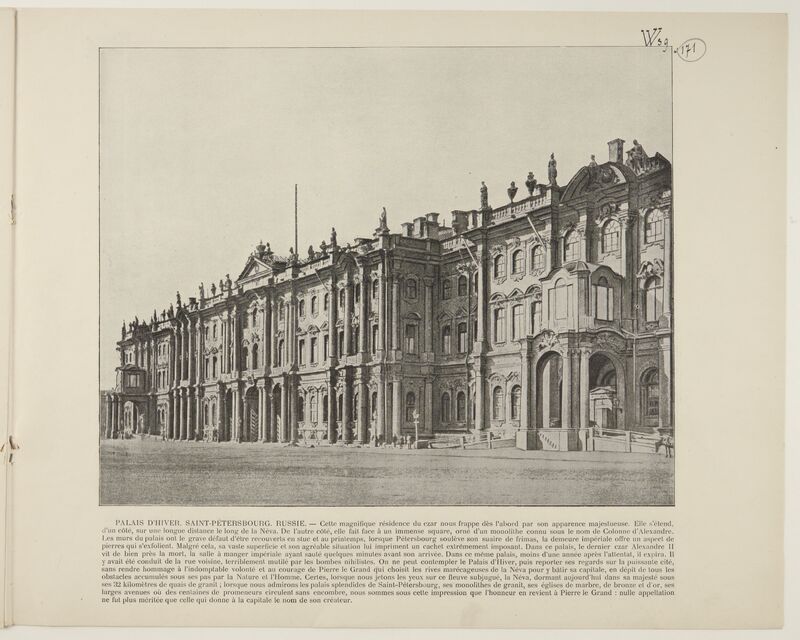 W39
171
PALAIS D'HIVER. SAINT-PÉTERSBOURG. RUSSIE. — Cette magnifique résidence du czar nous frappe dès l'abord par son apparence majestueuse. Elle s'étend,
d'un côté, sur une longue distance le long de la Néva. De l'autre côté, elle fait face à un immense square, orné d'un monolithe connu sous le nom de Colonne d'Alexandre.
Les murs du palais ont le grave défaut d'être recouverts en stuc et au printemps, lorsque Pétersbourg soulève son suaire de frimas, la demeure impériale offre un aspect de
pierres qui s'exfolient. Malgré cela, sa vaste superficie et son agréable situation lui impriment un cachet extrêmement imposant. Dans ce palais, le dernier czar Alexandre II
vit de bien près la mort, la salle à manger impériale ayant sauté quelques minutes avant son arrivée. Dans ce même palais, moins d'une année après l'attentat, il expira. Il
y avait été conduit de la rue voisine, terriblement mutilé par les bombes nihilistes. On ne peut contempler le Palais d'Hiver, puis reporter ses regards sur la puissante cité,
sans rendre hommage à l'indomptable volonté et au courage de Pierre le Grand qui choisit les rives marécageuses de la Néva pour y bâtir sa capitale, en dépit de tous les
obstacles accumulés sous ses pas par la Nature et l'Homme. Certes, lorsque nous jetons les yeux sur ce fleuve subjugué, la Néva, dormant aujourd'hui dans sa majesté sous
ses 32 kilomètres de quais de granit ; lorsque nous admirons les palais splendides de Saint-Pétersbourg, ses monolithes de granit, ses églises de marbre, de bronze et d'or, ses
larges avenues où des centaines de promeneurs circulent sans encombre, nous sommes sous cette impression que l'honneur en revient à Pierre le Grand : nulle appellation
ne fut plus méritée que celle qui donne à la capitale le nom de son créateur.